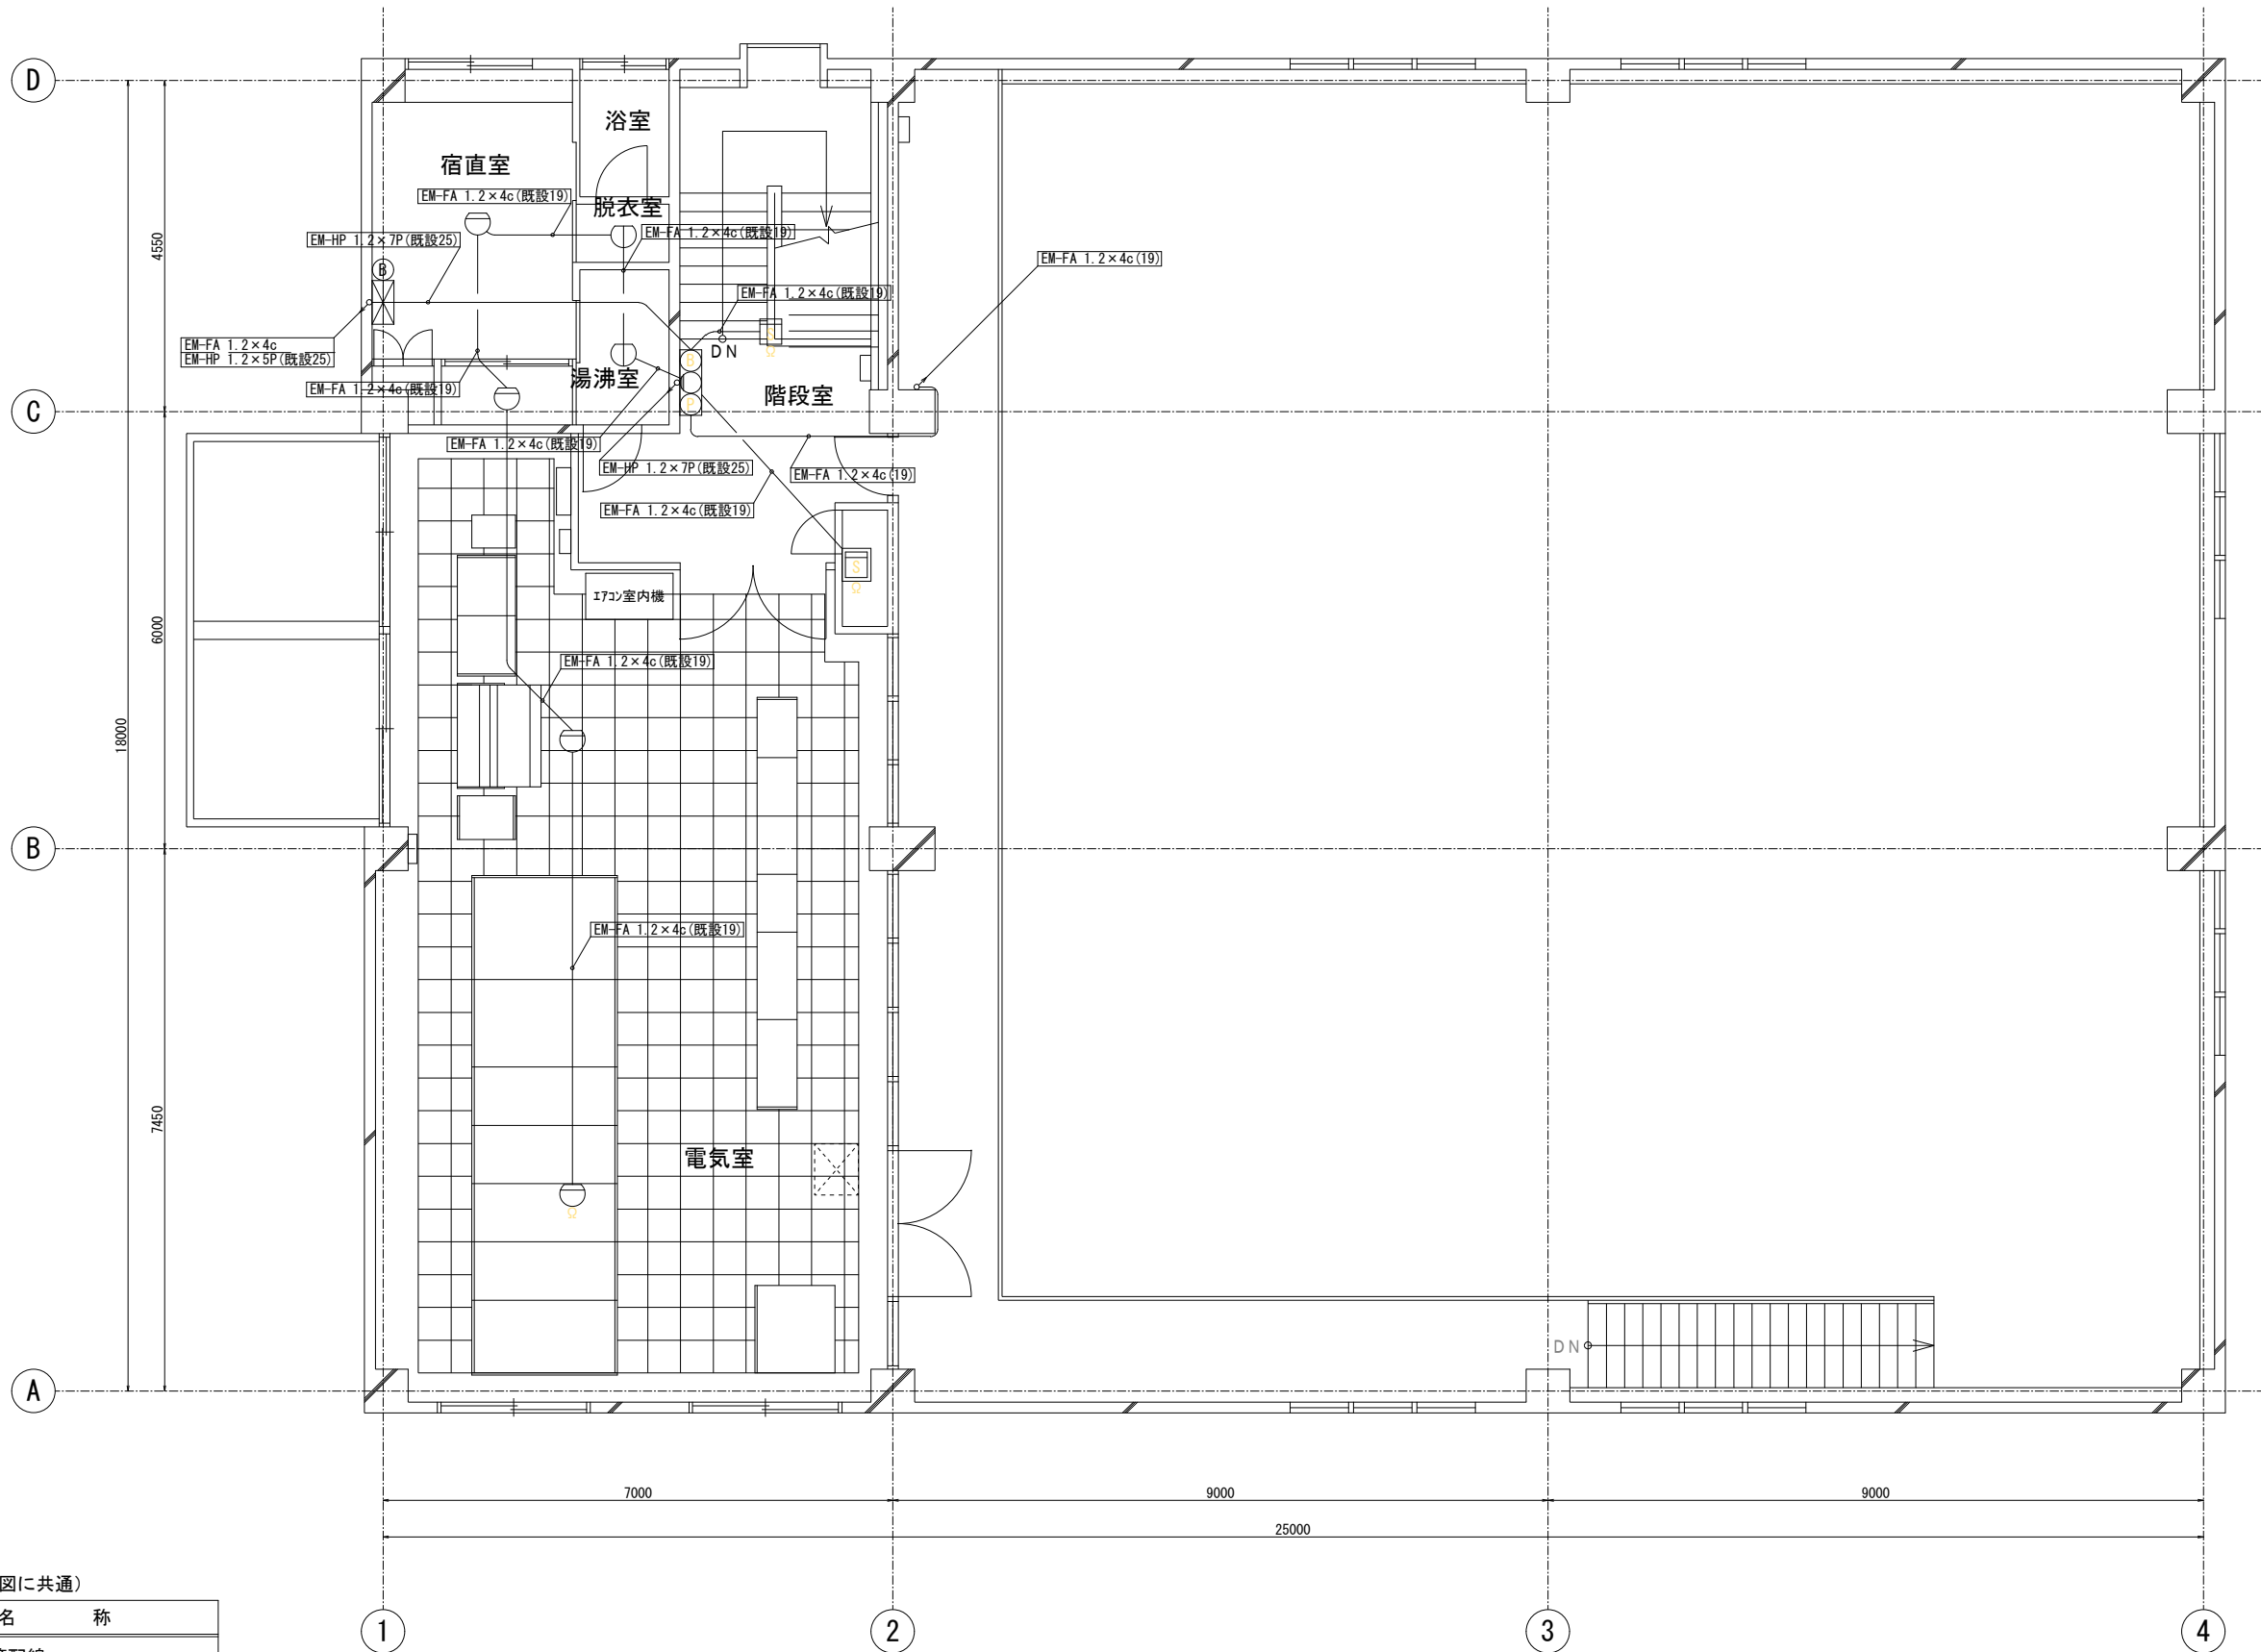 D
浴室
宿直室
EM-FA 1.2×4c(既設19)
脱衣室
EM-FA 1.2×4c(既設19)
EM-HP 1.2×7P(既設25)
4550
EM-FA 1.2×4c(19)
B
EM-FA 1.2×4c(既設19)
S
Ω
EM-FA 1.2×4c
EM-HP 1.2×5P(既設25)
DN
B
湯沸室
EM-FA 1.2×4c(既設19)
階段室
P
C
EM-FA 1.2×4c(既設19)
EM-HP 1.2×7P(既設25)
EM-FA 1.2×4c(19)
EM-FA 1.2×4c(既設19)
S
Ω
ｴｱｺﾝ室内機
6000
EM-FA 1.2×4c(既設19)
18000
B
EM-FA 1.2×4c(既設19)
7450
電気室
Ω
DN
A
7000
9000
9000
25000
図に共通)
名 称
1
2
3
4